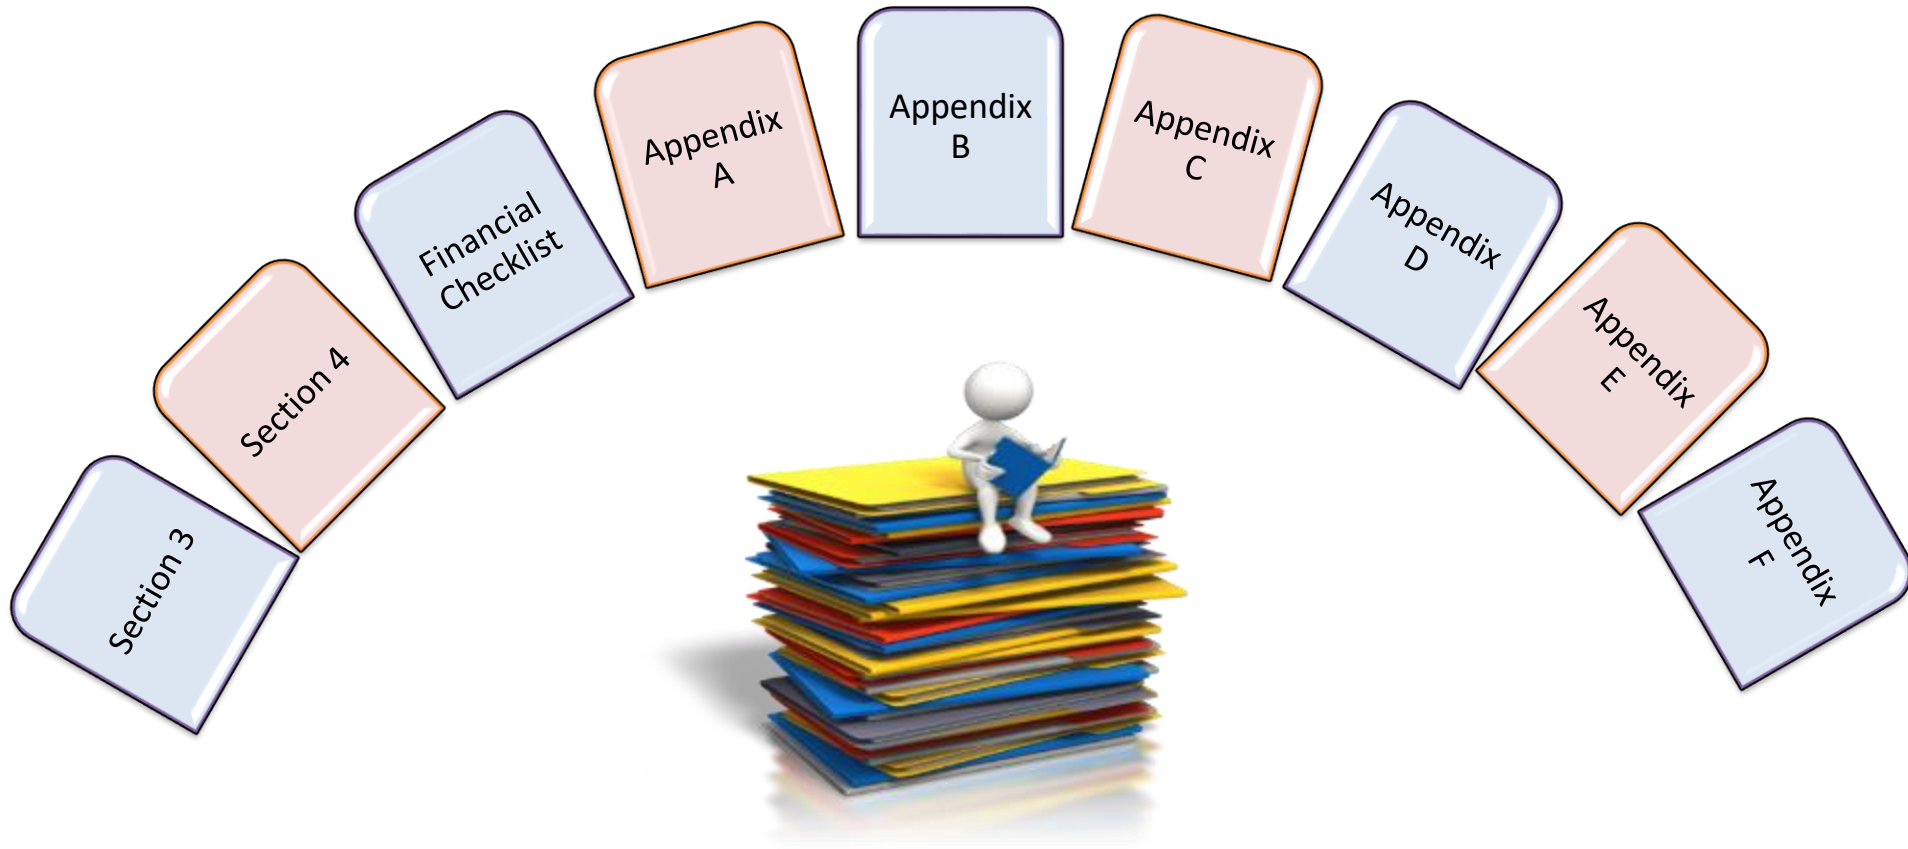 Section 3
Section 4
Financial
Checklist
Appendix
A
Appendix
B
Appendix
C
Appendix
D
Appendix
E
Appendix
F